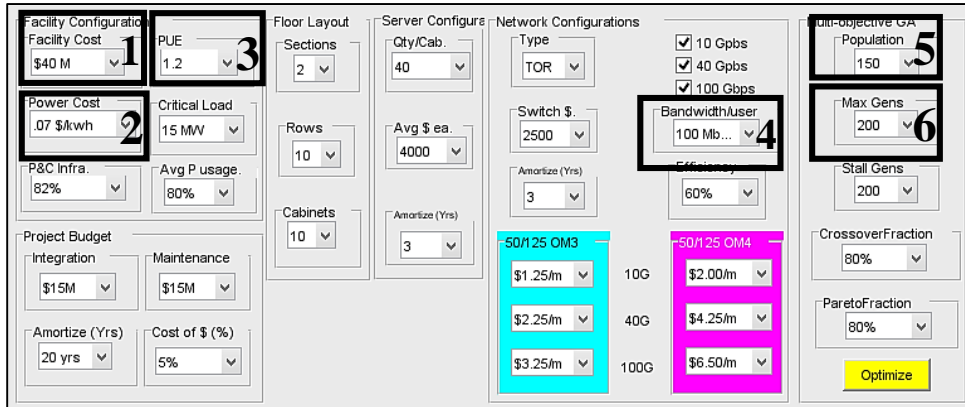 Facility Configuration
Facility Cost
$40 M
1
PUE
1.2
3
Power Cost
.07 $/kwh
2
Critical Load
15 MW
P&C Infra.
82%
Avg P usage.
80%
Project Budget
Integration
$15M
Maintenance
$15M
Amortize (Yrs)
20 yrs
Cost of $ (%)
5%
Floor Layout
Sections
2
Rows
10
Cabinets
10
Server Configura
Qty/Cab.
40
Avg $ ea.
4000
Amortize (Yrs)
3
Network Configurations
Type
TOR
10 Gpbs
40 Gpbs
100 Gbps
Switch $.
2500
Bandwidth/user
100 Mb...
4
Amortize (Yrs)
3
Efficiency
60%
50/125 OM3
$1.25/m
$2.25/m
$3.25/m
10G
40G
100G
50/125 OM4
$2.00/m
$4.25/m
$6.50/m
Multi-objective GA
Population
150
5
Max Gens
200
6
Stall Gens
200
CrossoverFraction
80%
ParetoFraction
80%
Optimize